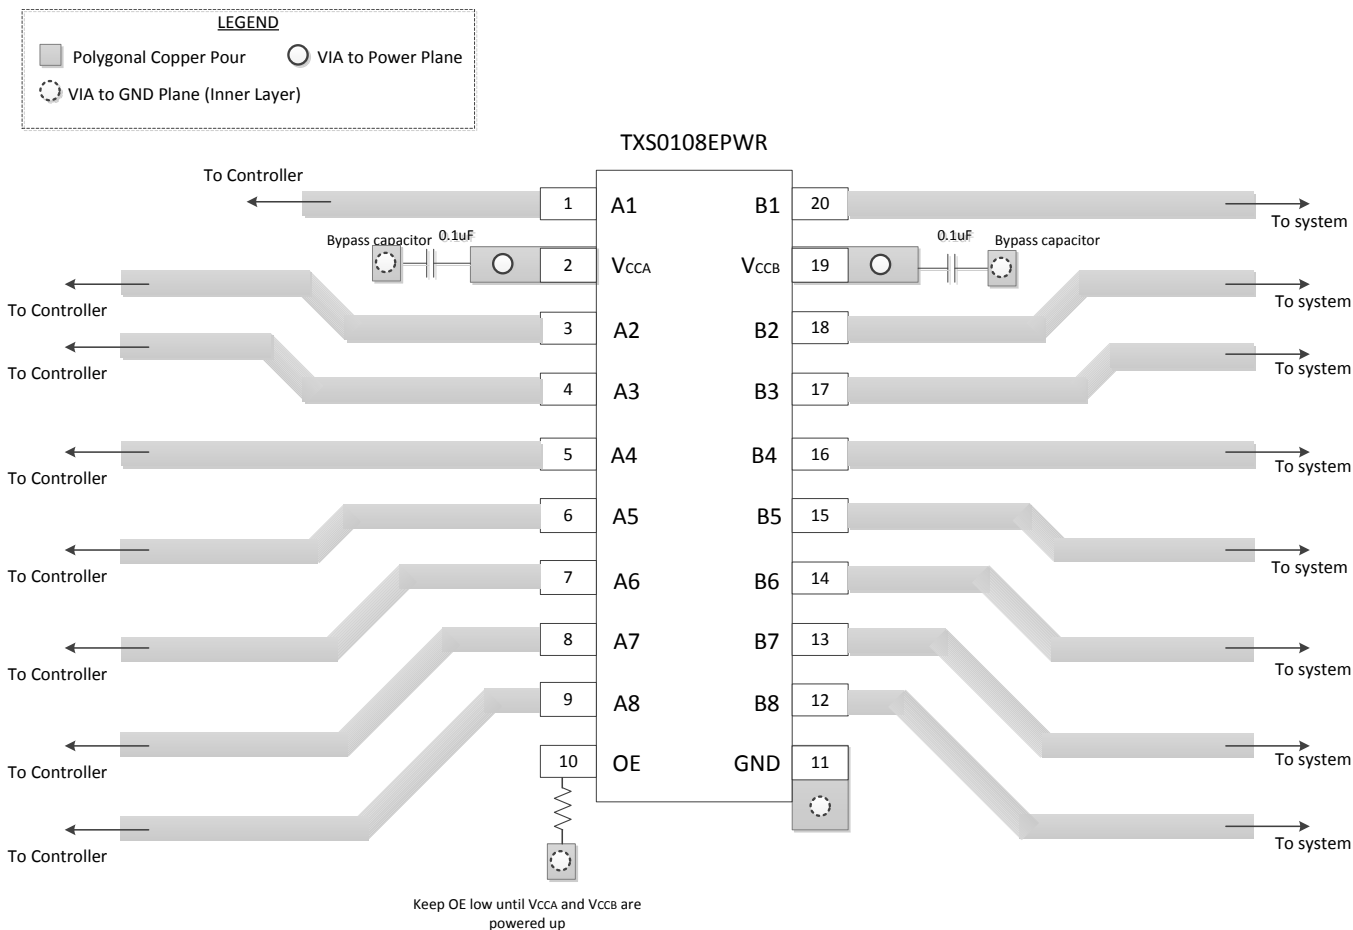 LEGEND
Polygonal Copper Pour
VIA to Power Plane
VIA to GND Plane (Inner Layer)
TXS0108EPWR
To Controller
1
A1
B1
20
To system
Bypass capacitor
0.1uF
2
VCCA
VCCB
19
0.1uF
Bypass capacitor
To Controller
3
A2
B2
18
To system
To Controller
4
A3
B3
17
To system
To Controller
5
A4
B4
16
To system
To Controller
6
A5
B5
15
To system
To Controller
7
A6
B6
14
To system
To Controller
8
A7
B7
13
To system
To Controller
9
A8
B8
12
To system
10
OE
GND
11
Keep OE low until VCCA and VCCB are
powered up